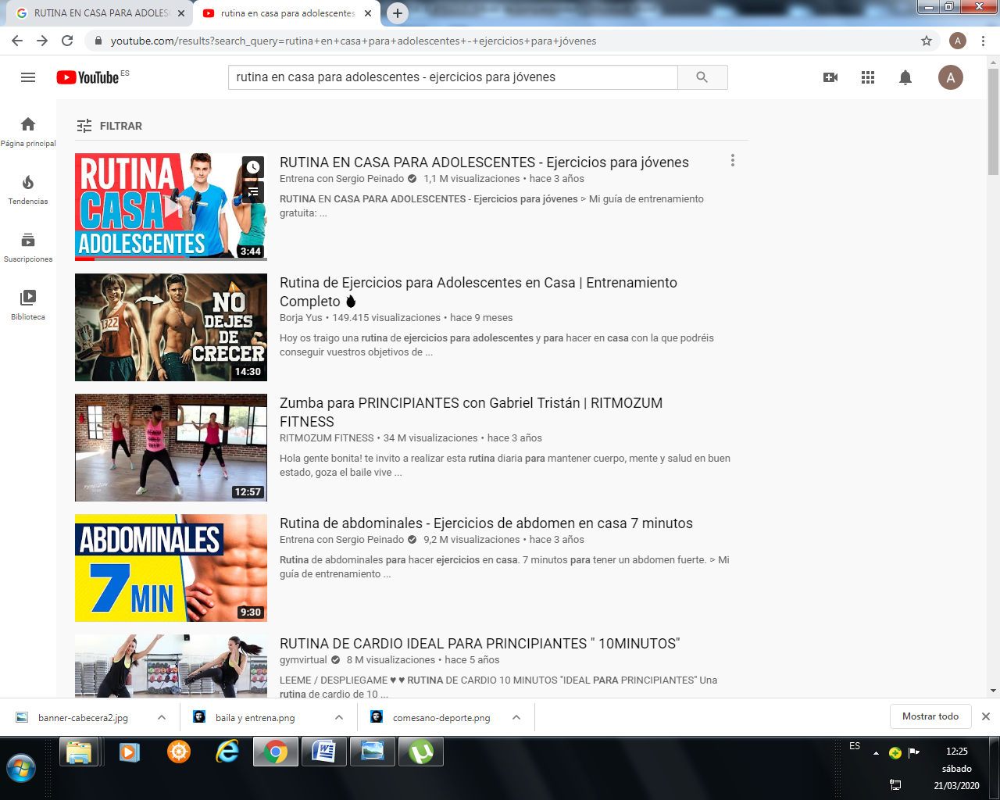 RUTINA EN CASA PARA ADOLES
rutina en casa para adolescentes
youtube.com/results?search_query=rutina+en+casa+para+adolescentes+-+ejercicios+para+jóvenes
A
YouTube ES
rutina en casa para adolescentes - ejercicios para jóvenes
A
Página principal
Tendencias
Suscripciones
Biblioteca
FILTRAR
RUTINA
CASA
ADOLESCENTES
3:44
RUTINA EN CASA PARA ADOLESCENTES - Ejercicios para jóvenes
Entrena con Sergio Peinado 1,1 M visualizaciones • hace 3 años
RUTINA EN CASA PARA ADOLESCENTES - Ejercicios para jóvenes ⊳ Mi guía de entrenamiento
gratuita: ...
1322
NO
DEJES
DE
CRECER
14:30
Rutina de Ejercicios para Adolescentes en Casa | Entrenamiento
Completo
Borja Yus • 149.415 visualizaciones • hace 9 meses
Hoy os traigo una rutina de ejercicios para adolescentes y para hacer en casa con la que podréis
conseguir vuestros objetivos de ...
12:57
Zumba para PRINCIPIANTES con Gabriel Tristán | RITMOZUM
FITNESS
RITMOZUM FITNESS • 34 M visualizaciones • hace 3 años
Hola gente bonita! te invito a realizar esta rutina diaria para mantener cuerpo, mente y salud en buen
estado, goza el baile vive ...
ABDOMINALES
7 MIN
9:30
Rutina de abdominales - Ejercicios de abdomen en casa 7 minutos
Entrena con Sergio Peinado 9,2 M visualizaciones • hace 3 años
Rutina de abdominales para hacer ejercicios en casa. 7 minutos para tener un abdomen fuerte. ⊳ Mi
guía de entrenamiento ...
RUTINA DE CARDIO IDEAL PARA PRINCIPIANTES " 10MINUTOS"
gymvirtual 8 M visualizaciones • hace 5 años
LEEME / DESPLIEGAME ♥ ♥ RUTINA DE CARDIO 10 MINUTOS "IDEAL PARA PRINCIPIANTES" Una
rutina de cardio de 10 ...
banner-cabecera2.jpg
baila y entrena.png
comesano-deporte.png
Mostrar todo
ES
12:25
sábado
21/03/2020